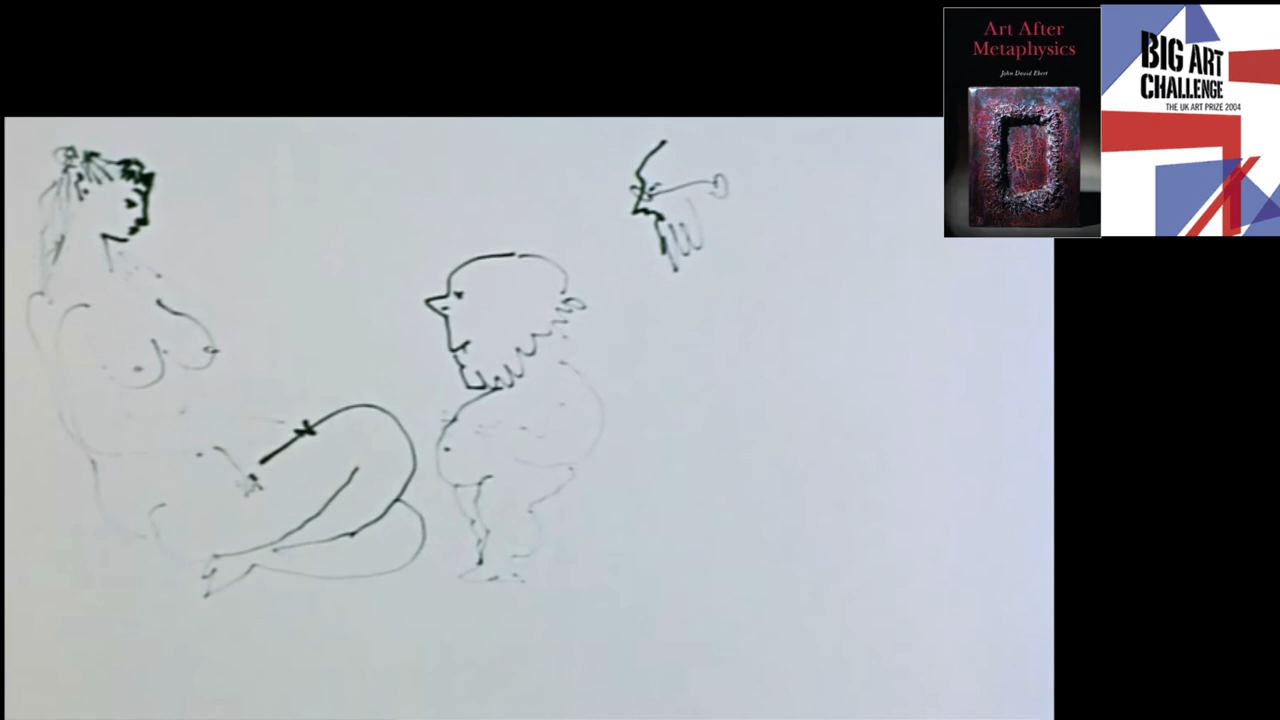 Art After
Metaphysics
John David Ebert
BIG ART
CHALLENGE
THE UK ART PRIZE 2004